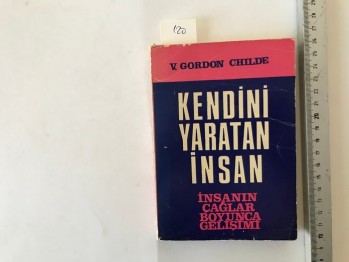 120
V. GORDON CHILDE
KENDİNİ
YARATAN
İNSAN
İNSANIN
ÇAĞLAR
BOYUNCA
GELİŞİMİ